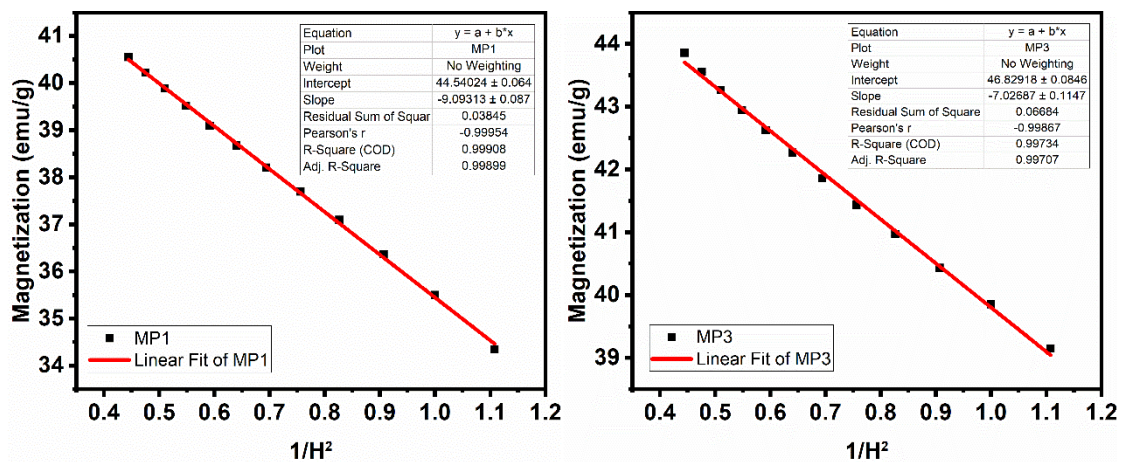 Magnetization (emu/g)
41
40
39
38
37
36
35
34
Equation y = a + b*x
Plot MP1
Weight No Weighting
Intercept 44.54024 ± 0.064
Slope -9.09313 ± 0.087
Residual Sum of Squar 0.03845
Pearson's r -0.99954
R-Square (COD) 0.99908
Adj. R-Square 0.99899
MP1
Linear Fit of MP1
0.4 0.5 0.6 0.7 0.8 0.9 1.0 1.1 1.2
1/H²
Magnetization (emu/g)
44
43
42
41
40
39
Equation y = a + b*x
Plot MP3
Weight No Weighting
Intercept 46.82918 ± 0.0846
Slope -7.02687 ± 0.1147
Residual Sum of Square 0.06684
Pearson's r -0.99867
R-Square (COD) 0.99734
Adj. R-Square 0.99707
MP3
Linear Fit of MP3
0.4 0.5 0.6 0.7 0.8 0.9 1.0 1.1 1.2
1/H²